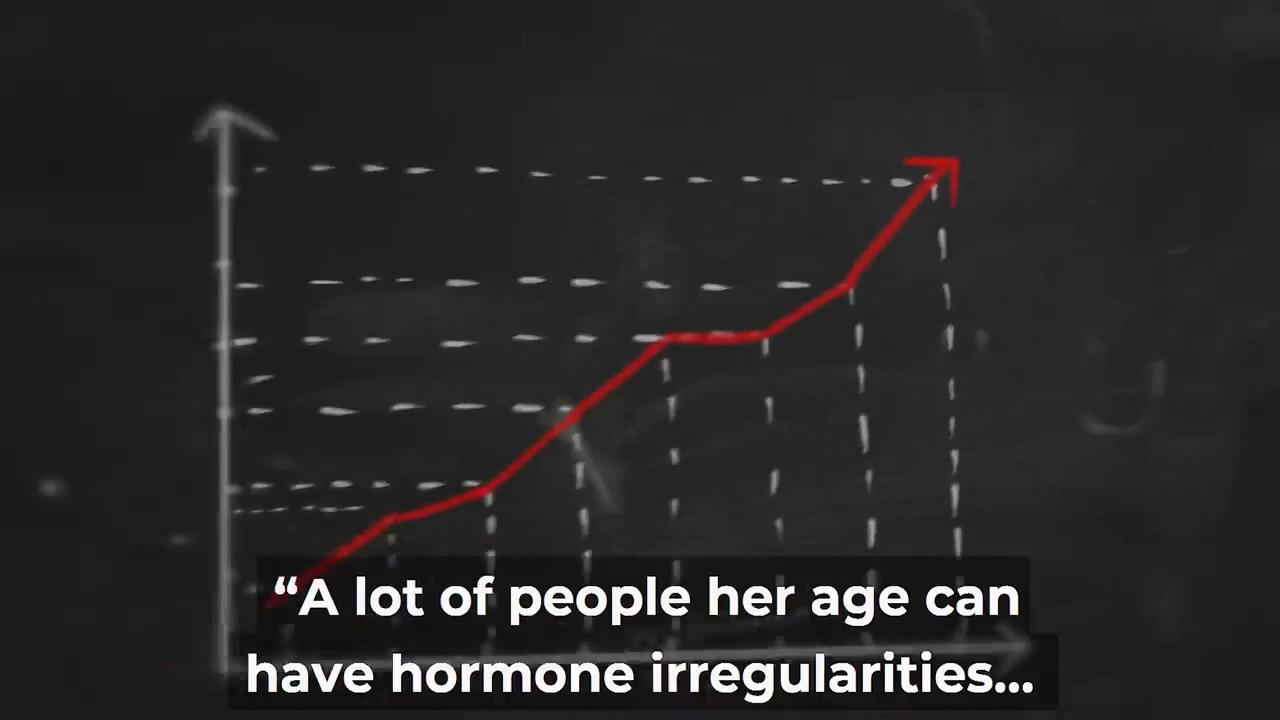 “A lot of people her age can
have hormone irregularities...